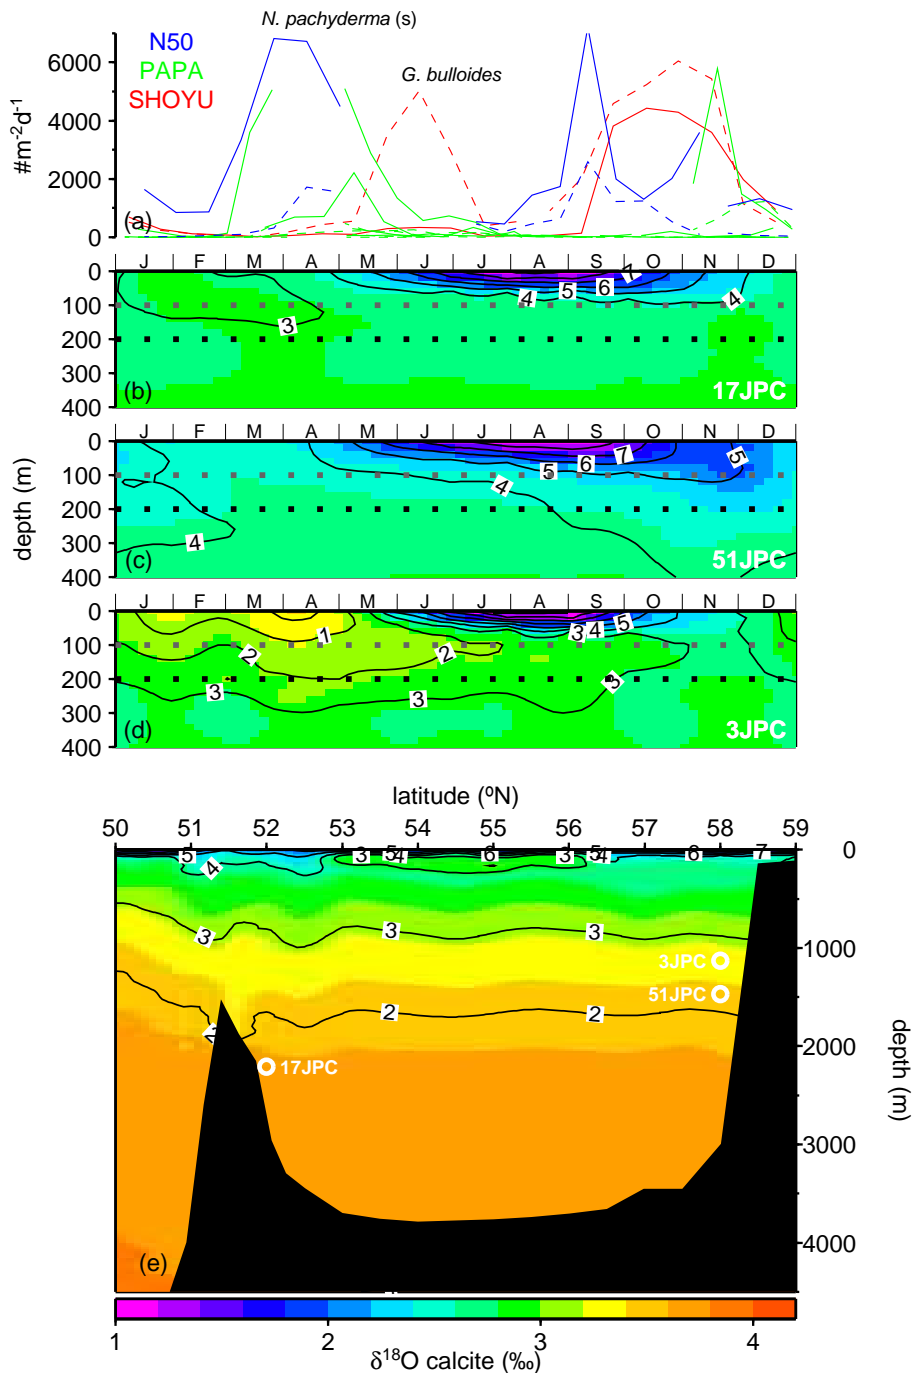 N. pachyderma (s)
N50
PAPA
SHOYU
G. bulloides
#m-2d-1
6000
4000
2000
0
(a)
J F M A M J J A S O N D
0
100
200
300
400
3 4 5 6 7 4
(b)
17JPC
J F M A M J J A S O N D
0
100
200
300
400
depth (m)
4 4 5 6 7 5
(c)
51JPC
J F M A M J J A S O N D
0
100
200
300
400
1 2 2 3 3 3 4 5 3
(d)
3JPC
latitude (ºN)
50 51 52 53 54 55 56 57 58 59
5 4 3 5 4 6 3 5 4 6 7
3 3 3
2 2 2
0
1000
2000
3000
4000
depth (m)
3JPC
51JPC
17JPC
(e)
1 2 3 4
δ18O calcite (‰)